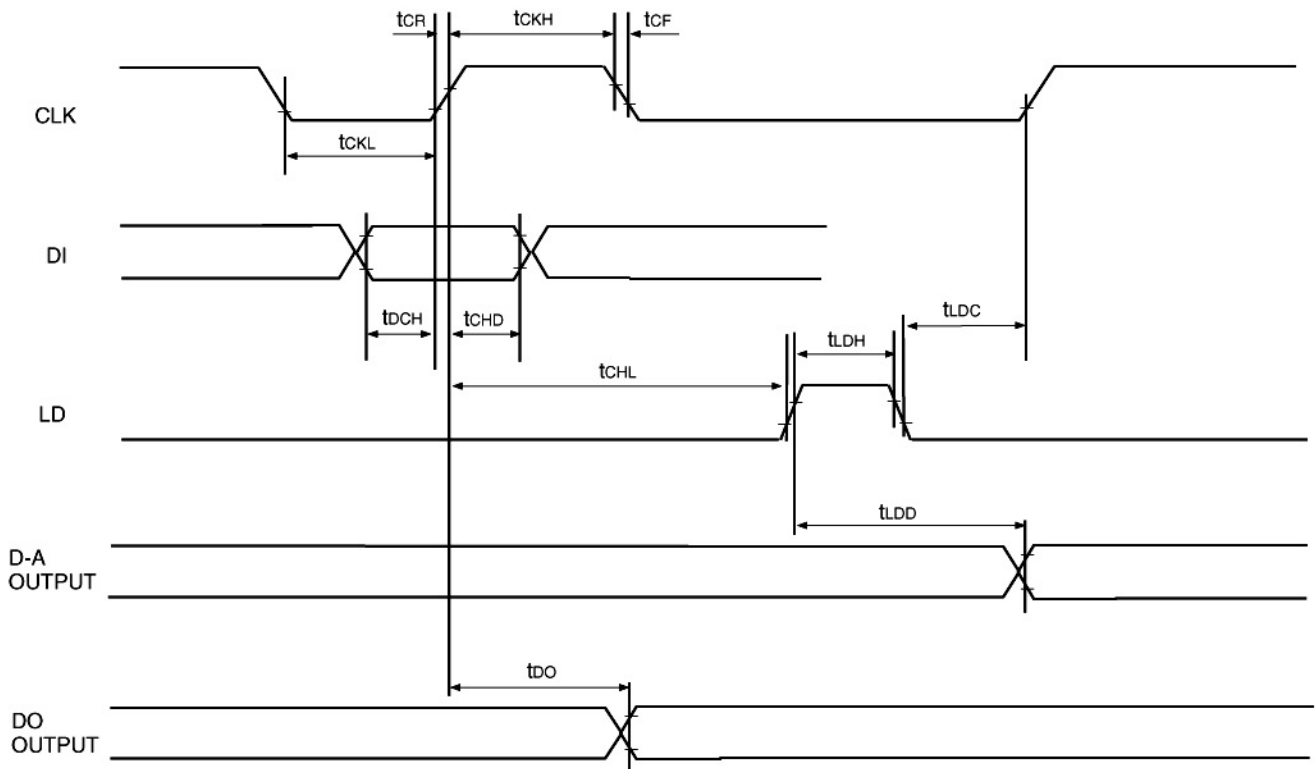 tCR
tCKH
tCF
CLK
tCKL
DI
tDCH
tCHD
tLDC
tLDH
tCHL
LD
tLDD
D-A
OUTPUT
tDO
DO
OUTPUT